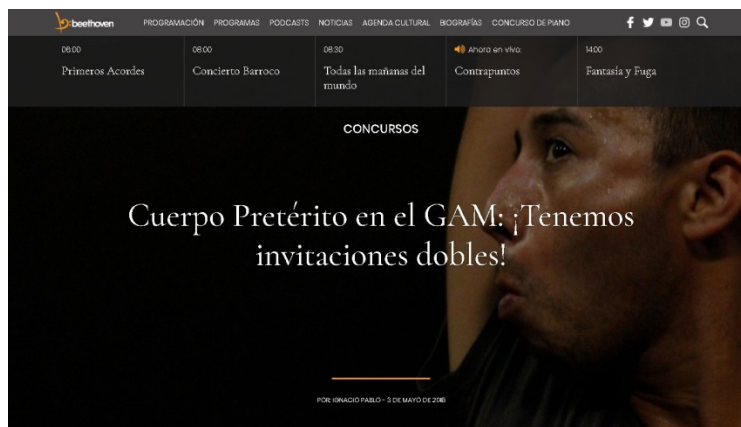 beethoven
PROGRAMACIÓN PROGRAMAS PODCASTS NOTICIAS AGENDA CULTURAL BIOGRAFÍAS CONCURSO DE PIANO
06:00
Primeros Acordes
08:00
Concierto Barroco
08:30
Todas las mañanas del
mundo
Ahora en vivo:
Contrapuntos
14:00
Fantasía y Fuga
CONCURSOS
Cuerpo Pretérito en el GAM: ¡Tenemos
invitaciones dobles!
POR: IGNACIO PABLO - 3 DE MAYO DE